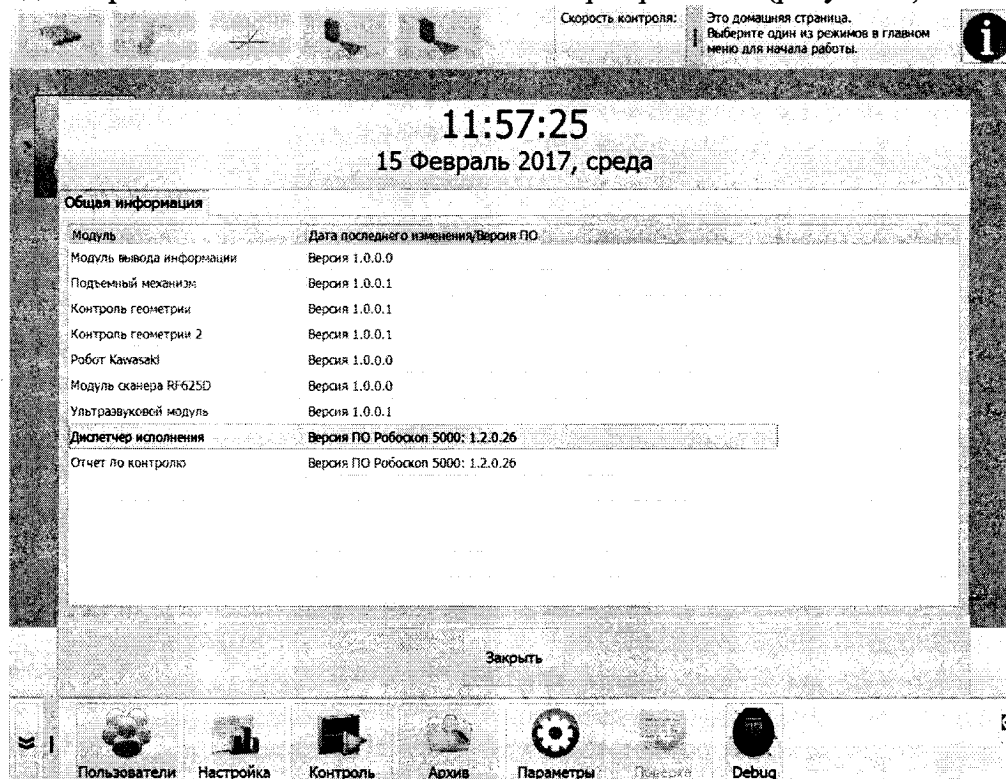 Скорость контроля:
Это домашняя страница.
Выберите один из режимов в главном
меню для начала работы.
11:57:25
15 Февраль 2017, среда
Общая информация
Модуль Дата последнего изменения/Версия ПО
Модуль вывода информации Версия 1.0.0.0
Подъемный механизм Версия 1.0.0.1
Контроль геометрии Версия 1.0.0.1
Контроль геометрии 2 Версия 1.0.0.1
Робот Kawasaki Версия 1.0.0.0
Модуль сканера RF625D Версия 1.0.0.0
Ультразвуковой модуль Версия 1.0.0.1
Диспетчер исполнения Версия ПО Робоскоп 5000: 1.2.0.26
Отчет по контролю Версия ПО Робоскоп 5000: 1.2.0.26
Закрыть
Пользователи Настройка Контроль Архив Параметры Поверка Debug